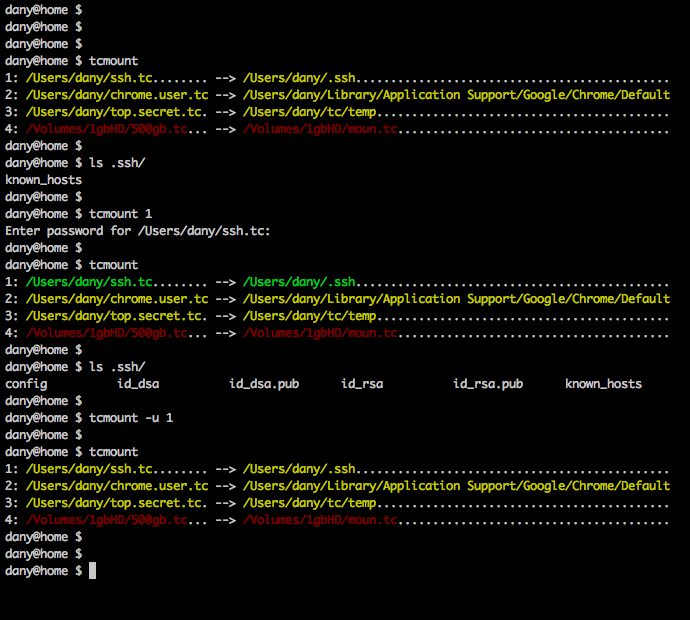 dany@home $
dany@home $
dany@home $
dany@home $ tcmount
1: /Users/dany/ssh.tc........ --> /Users/dany/.ssh.............................................
2: /Users/dany/chrome.user.tc --> /Users/dany/Library/Application Support/Google/Chrome/Default
3: /Users/dany/top.secret.tc. --> /Users/dany/tc/temp..........................................
4: /Volumes/1gbHD/500gb.tc... --> /Volumes/1gbHD/moun.tc.......................................
dany@home $
dany@home $ ls .ssh/
known_hosts
dany@home $
dany@home $ tcmount 1
Enter password for /Users/dany/ssh.tc:
dany@home $
dany@home $ tcmount
1: /Users/dany/ssh.tc........ --> /Users/dany/.ssh.............................................
2: /Users/dany/chrome.user.tc --> /Users/dany/Library/Application Support/Google/Chrome/Default
3: /Users/dany/top.secret.tc. --> /Users/dany/tc/temp..........................................
4: /Volumes/1gbHD/500gb.tc... --> /Volumes/1gbHD/moun.tc.......................................
dany@home $
dany@home $ ls .ssh/
config          id_dsa          id_dsa.pub      id_rsa          id_rsa.pub      known_hosts
dany@home $
dany@home $ tcmount -u 1
dany@home $
dany@home $ tcmount
1: /Users/dany/ssh.tc........ --> /Users/dany/.ssh.............................................
2: /Users/dany/chrome.user.tc --> /Users/dany/Library/Application Support/Google/Chrome/Default
3: /Users/dany/top.secret.tc. --> /Users/dany/tc/temp..........................................
4: /Volumes/1gbHD/500gb.tc... --> /Volumes/1gbHD/moun.tc.......................................
dany@home $
dany@home $
dany@home $